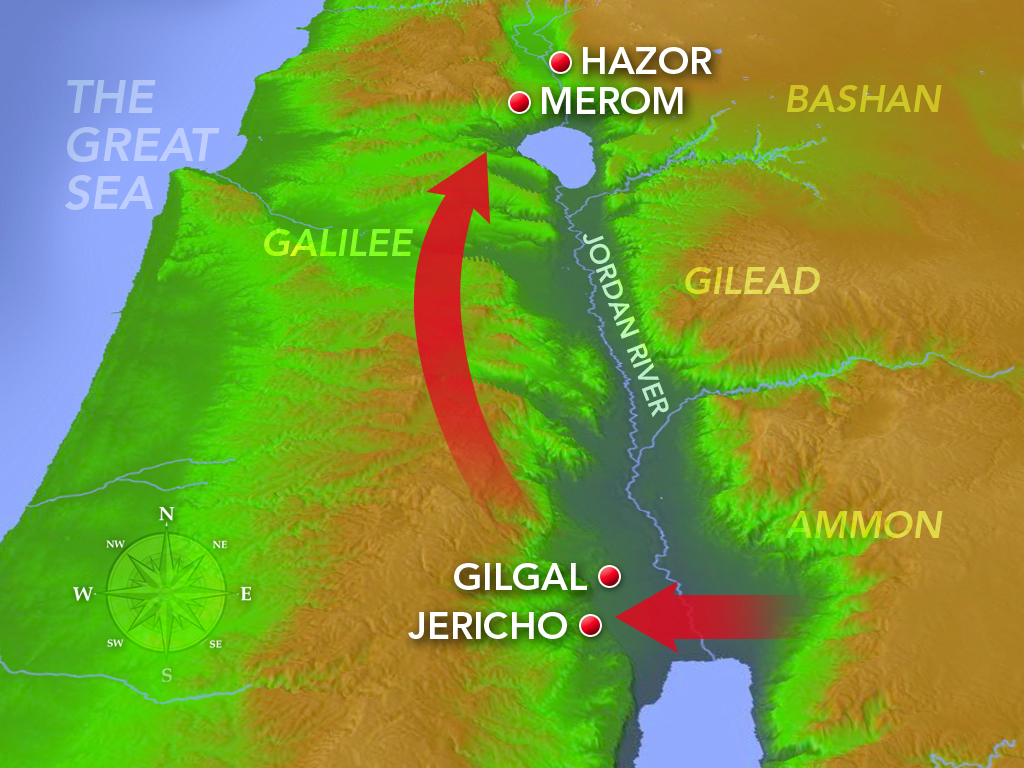 HAZOR
MEROM
BASHAN
THE
GREAT
SEA
GALILEE
GILEAD
JORDAN RIVER
AMMON
N
NW
NE
W
E
SW
SE
S
GILGAL
JERICHO